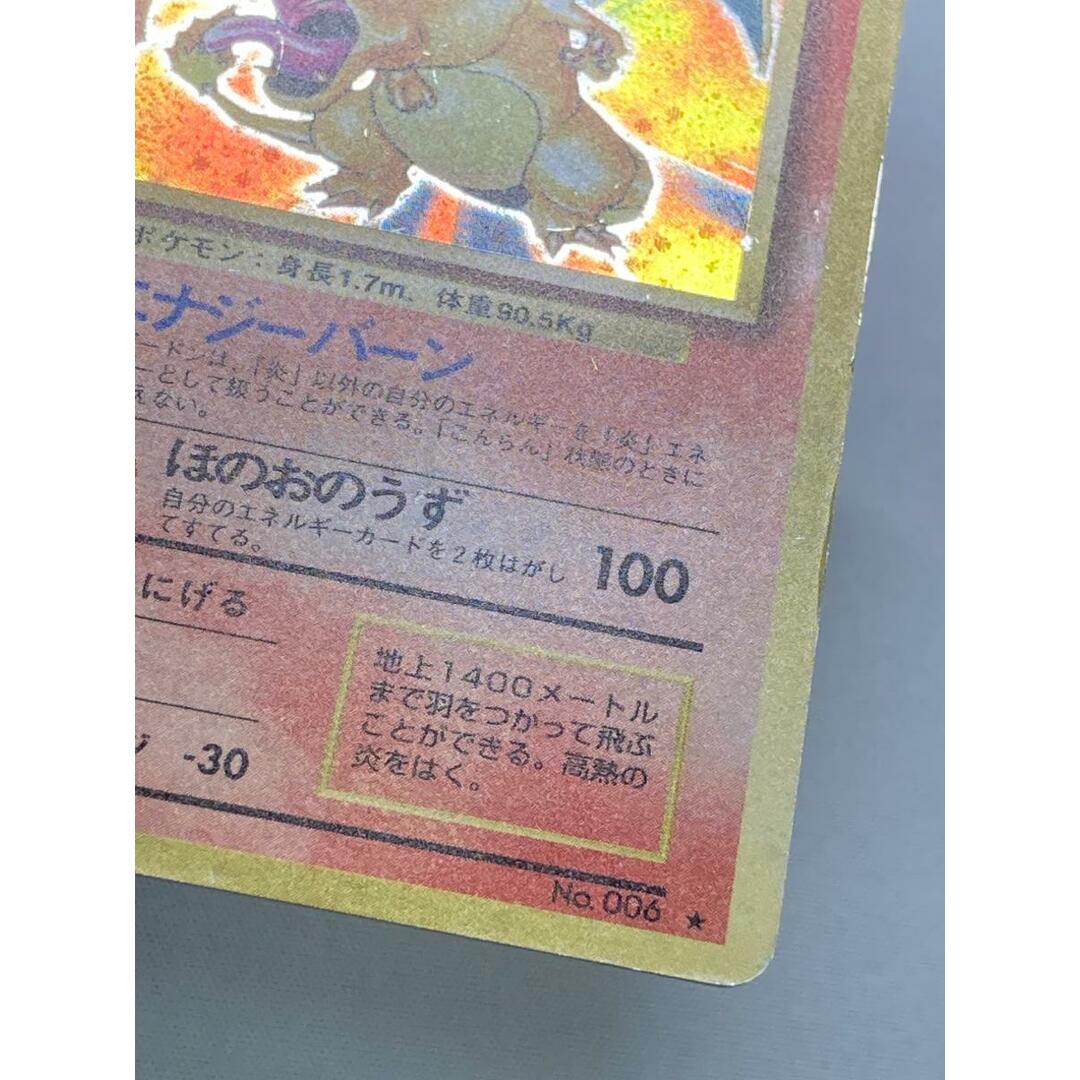 ポケモン：身長1.7m、体重90.5Kg
エナジーバーン
ードンは、「炎」以外の自分のエネルギーを「炎」エネ
ーとして扱うことができる。「こんらん」状態のときに
えない。
ほのおのうず
100
自分のエネルギーカードを２枚はがし
てすてる。
にげる
-30
地上1400メートル
まで羽をつかって飛ぶ
ことができる。高熱の
炎をはく。
No.006 ★